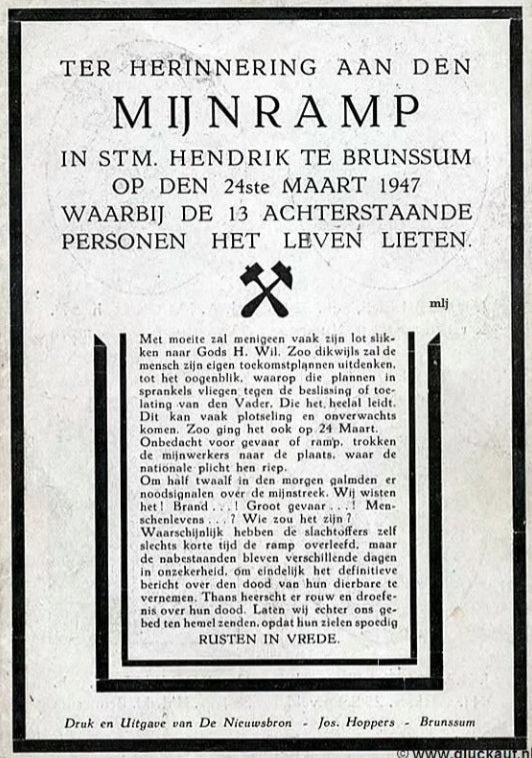 TER HERINNERING AAN DEN
MIJNRAMP
IN STM. HENDRIK TE BRUNSSUM
OP DEN 24ste MAART 1947
WAARBIJ DE 13 ACHTERSTAANDE
PERSONEN HET LEVEN LIETEN.
mlj
Met moeite zal menigeen vaak zijn lot slik-
ken naar Gods H. Wil. Zoo dikwijls zal de
mensch zijn eigen toekomstplannen uitdenken,
tot het oogenblik, waarop die plannen in
sprankels vliegen tegen de beslissing of toe-
lating van den Vader, Die het heelal leidt.
Dit kan vaak plotseling en onverwachts
komen. Zoo ging het ook op 24 Maart.
Onbedacht voor gevaar of ramp, trokken
de mijnwerkers naar de plaats, waar de
nationale plicht hen riep.
Om half twaalf in den morgen galmden er
noodsignalen over de mijnstreek. Wij wisten
het! Brand . . . ! Groot gevaar . . . ! Men-
schenlevens . . . ? Wie zou het zijn ?
Waarschijnlijk hebben de slachtoffers zelf
slechts korte tijd de ramp overleefd, maar
de nabestaanden bleven verschillende dagen
in onzekerheid, om eindelijk het definitieve
bericht over den dood van hun dierbare te
vernemen. Thans heerscht er rouw en droefe-
nis over hun dood. Laten wij echter ons ge-
bed ten hemel zenden, opdat hun zielen spoedig
RUSTEN IN VREDE.
Druk en Uitgave van De Nieuwsbron - Jos. Hoppers - Brunssum
© www.gluckauf.nl